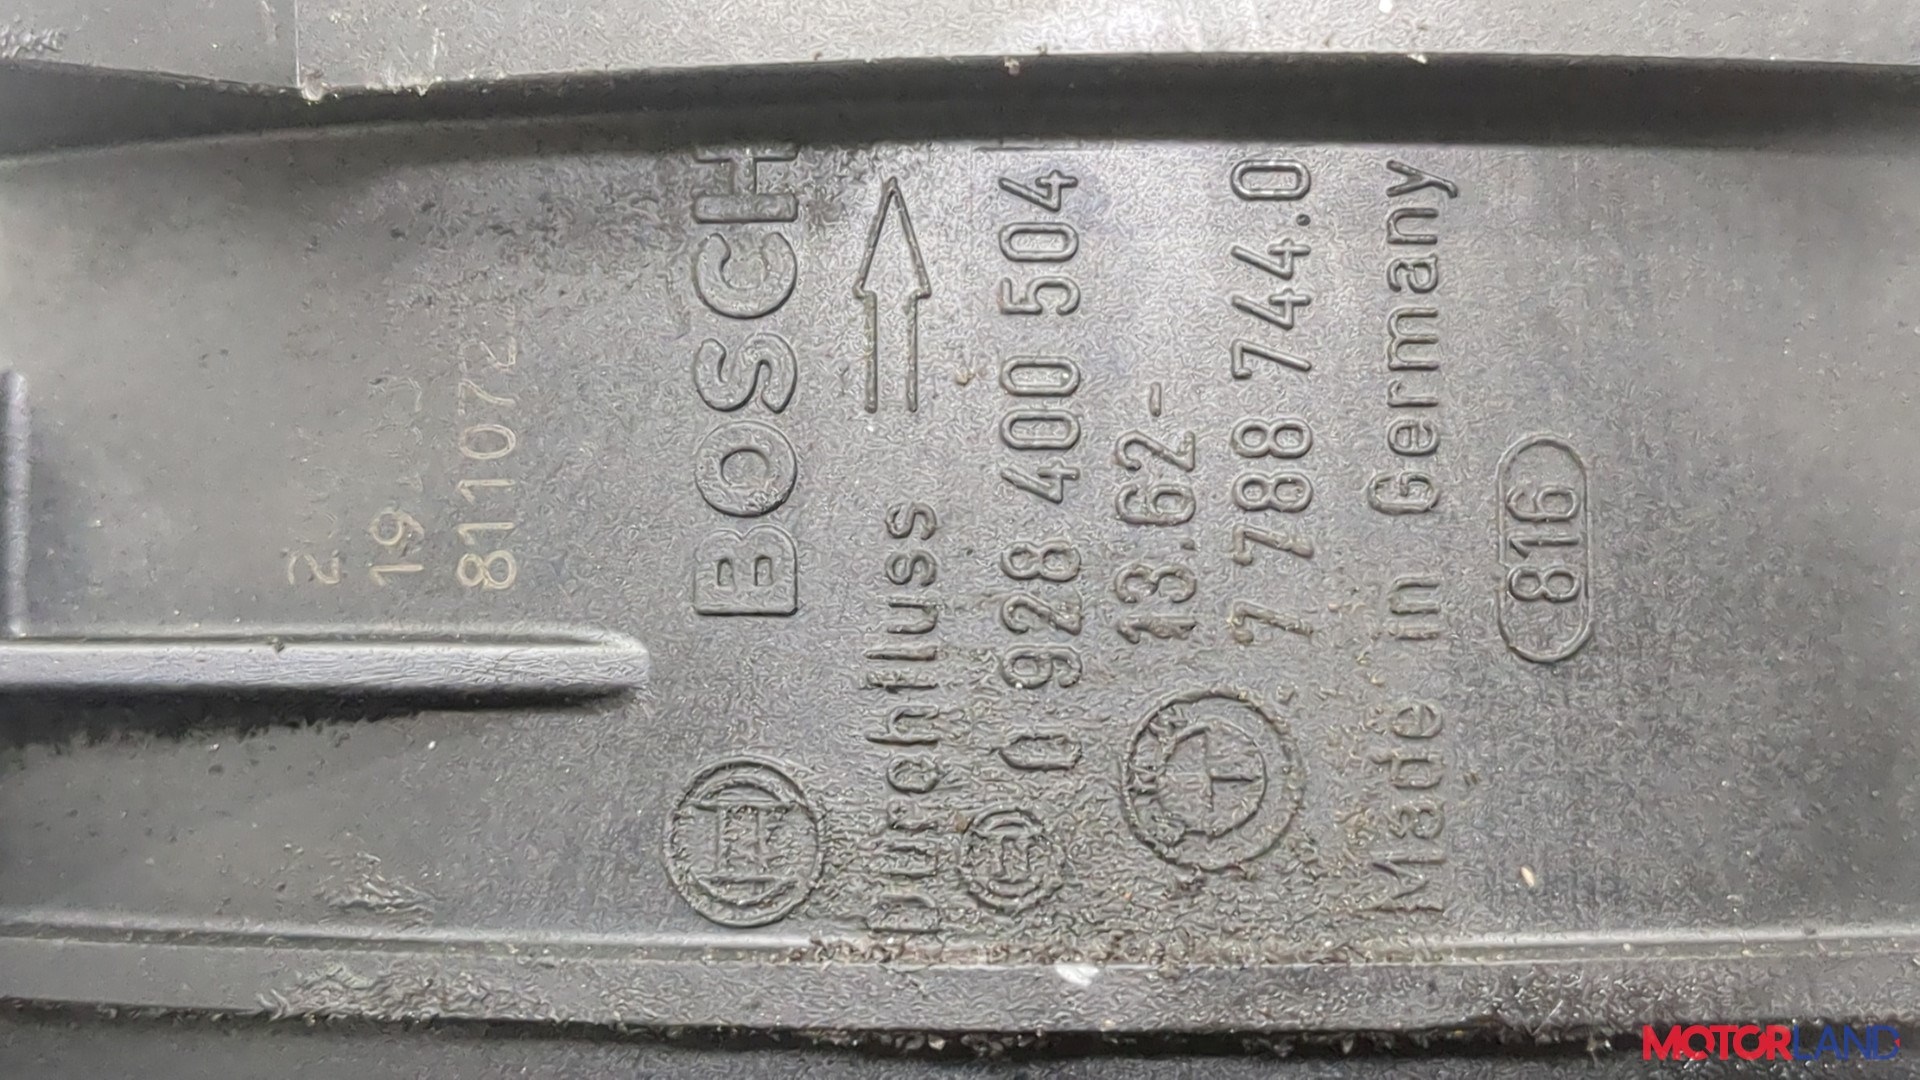 2
19
811072
BOSCH
Durchfluss
0 928 400 504
13.62-
7 788 744.0
Made in Germany
816
MOTORLAND